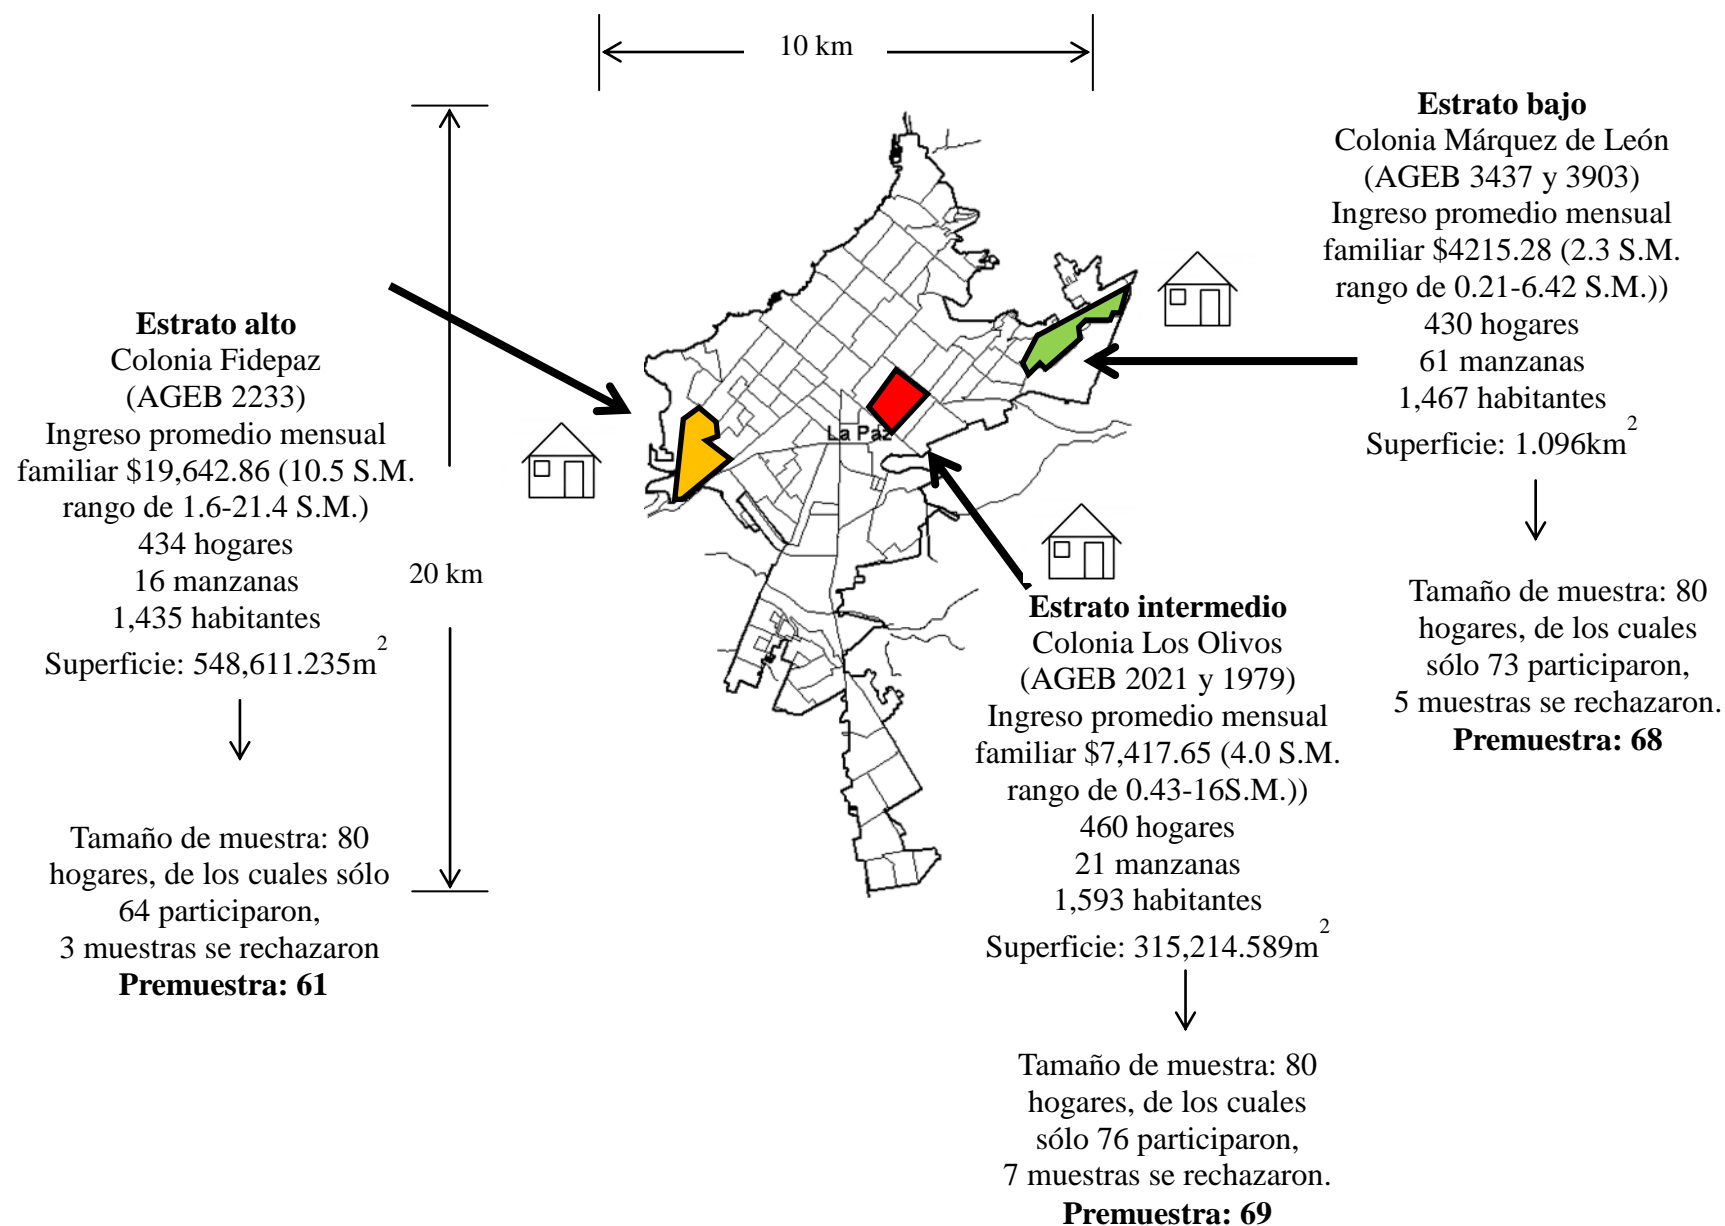 10 km
Estrato bajo
Colonia Márquez de León
(AGEB 3437 y 3903)
Ingreso promedio mensual
familiar $4215.28 (2.3 S.M.
rango de 0.21-6.42 S.M.))
430 hogares
61 manzanas
1,467 habitantes
Superficie: 1.096km2
Tamaño de muestra: 80
hogares, de los cuales
sólo 73 participaron,
5 muestras se rechazaron.
Premuestra: 68
Estrato alto
Colonia Fidepaz
(AGEB 2233)
Ingreso promedio mensual
familiar $19,642.86 (10.5 S.M.
rango de 1.6-21.4 S.M.)
434 hogares
16 manzanas
1,435 habitantes
Superficie: 548,611.235m2
Tamaño de muestra: 80
hogares, de los cuales sólo
64 participaron,
3 muestras se rechazaron
Premuestra: 61
20 km
La Paz
Estrato intermedio
Colonia Los Olivos
(AGEB 2021 y 1979)
Ingreso promedio mensual
familiar $7,417.65 (4.0 S.M.
rango de 0.43-16S.M.))
460 hogares
21 manzanas
1,593 habitantes
Superficie: 315,214.589m2
Tamaño de muestra: 80
hogares, de los cuales
sólo 76 participaron,
7 muestras se rechazaron.
Premuestra: 69